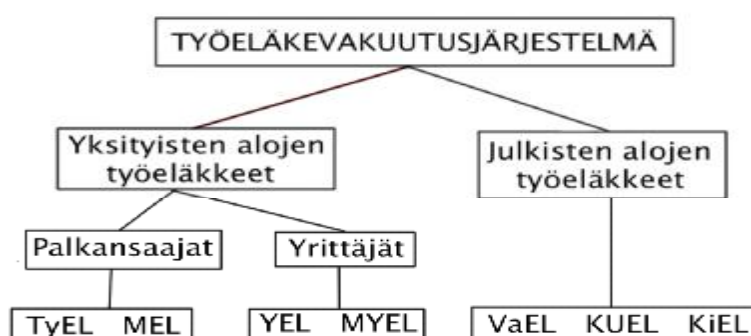 TYÖELÄKEVAKUUTUSJÄRJESTELMÄ
Yksityisten alojen
työeläkkeet
Julkisten alojen
työeläkkeet
Palkansaajat
Yrittäjät
TyEL MEL
YEL MYEL
VaEL KUEL KiEL